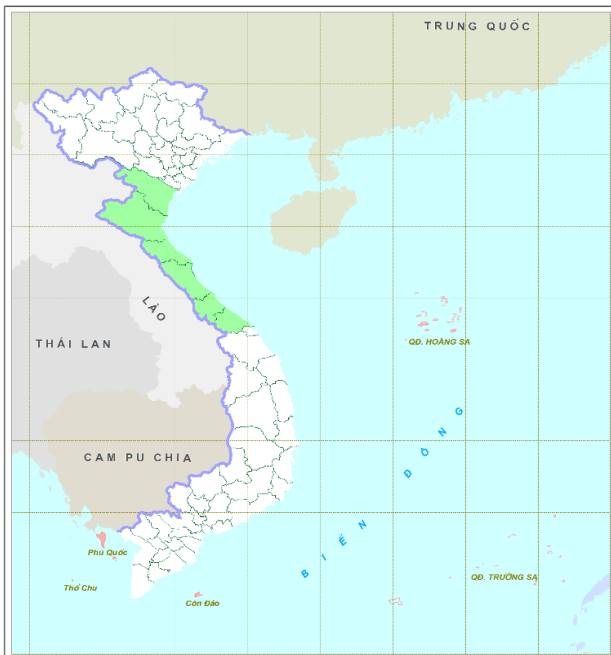 TRUNG QUỐC
LÀO
THÁI LAN
QĐ. HOÀNG SA
CAM PU CHIA
BIỂN ĐÔNG
Phú Quốc
Thổ Chu
Côn Đảo
QĐ. TRƯỜNG SA